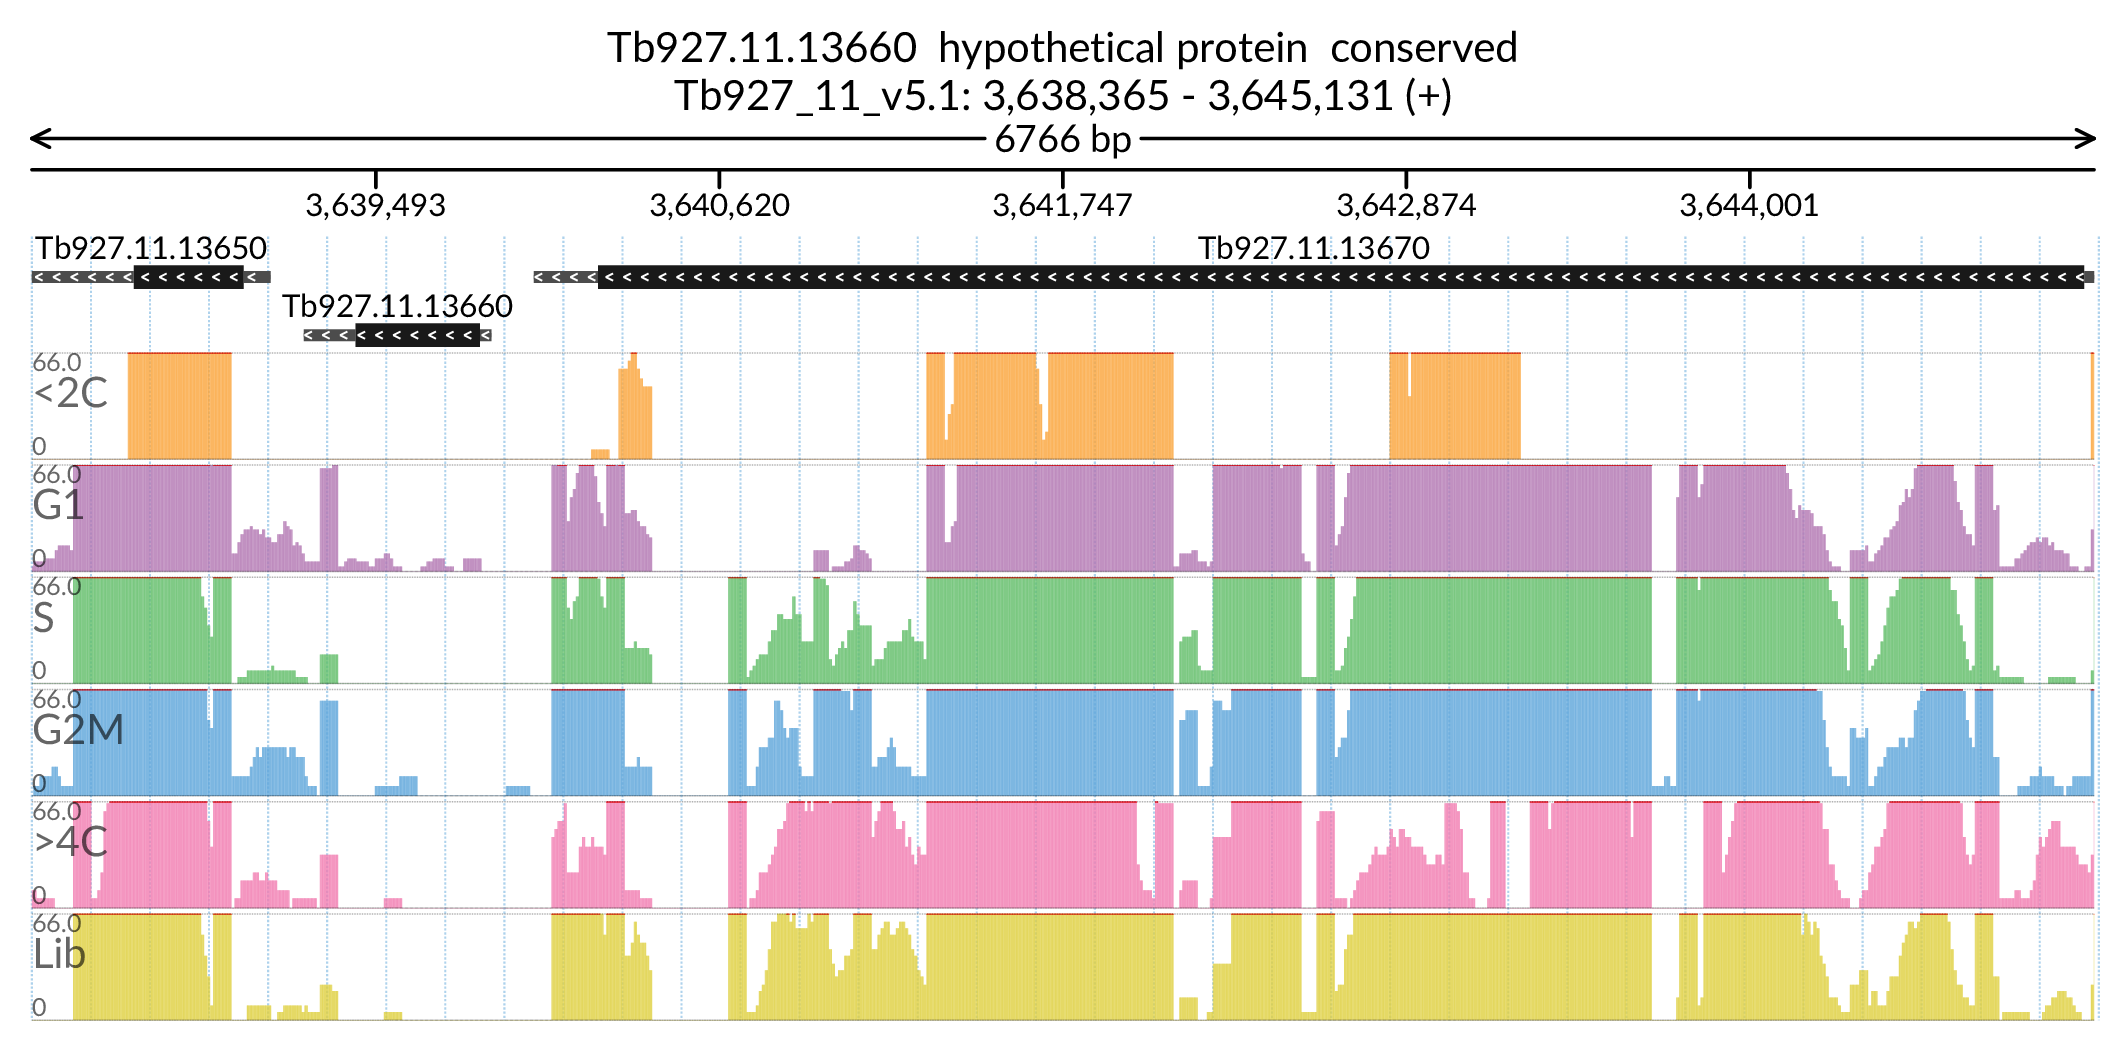 Tb927.11.13660  hypothetical protein  conserved
Tb927_11_v5.1: 3,638,365 - 3,645,131 (+)
6766 bp
3,639,493 3,640,620 3,641,747 3,642,874 3,644,001
Tb927.11.13650 Tb927.11.13670
Tb927.11.13660
66.0
<2C
0
66.0
G1
0
66.0
S
0
66.0
G2M
0
66.0
>4C
0
66.0
Lib
0